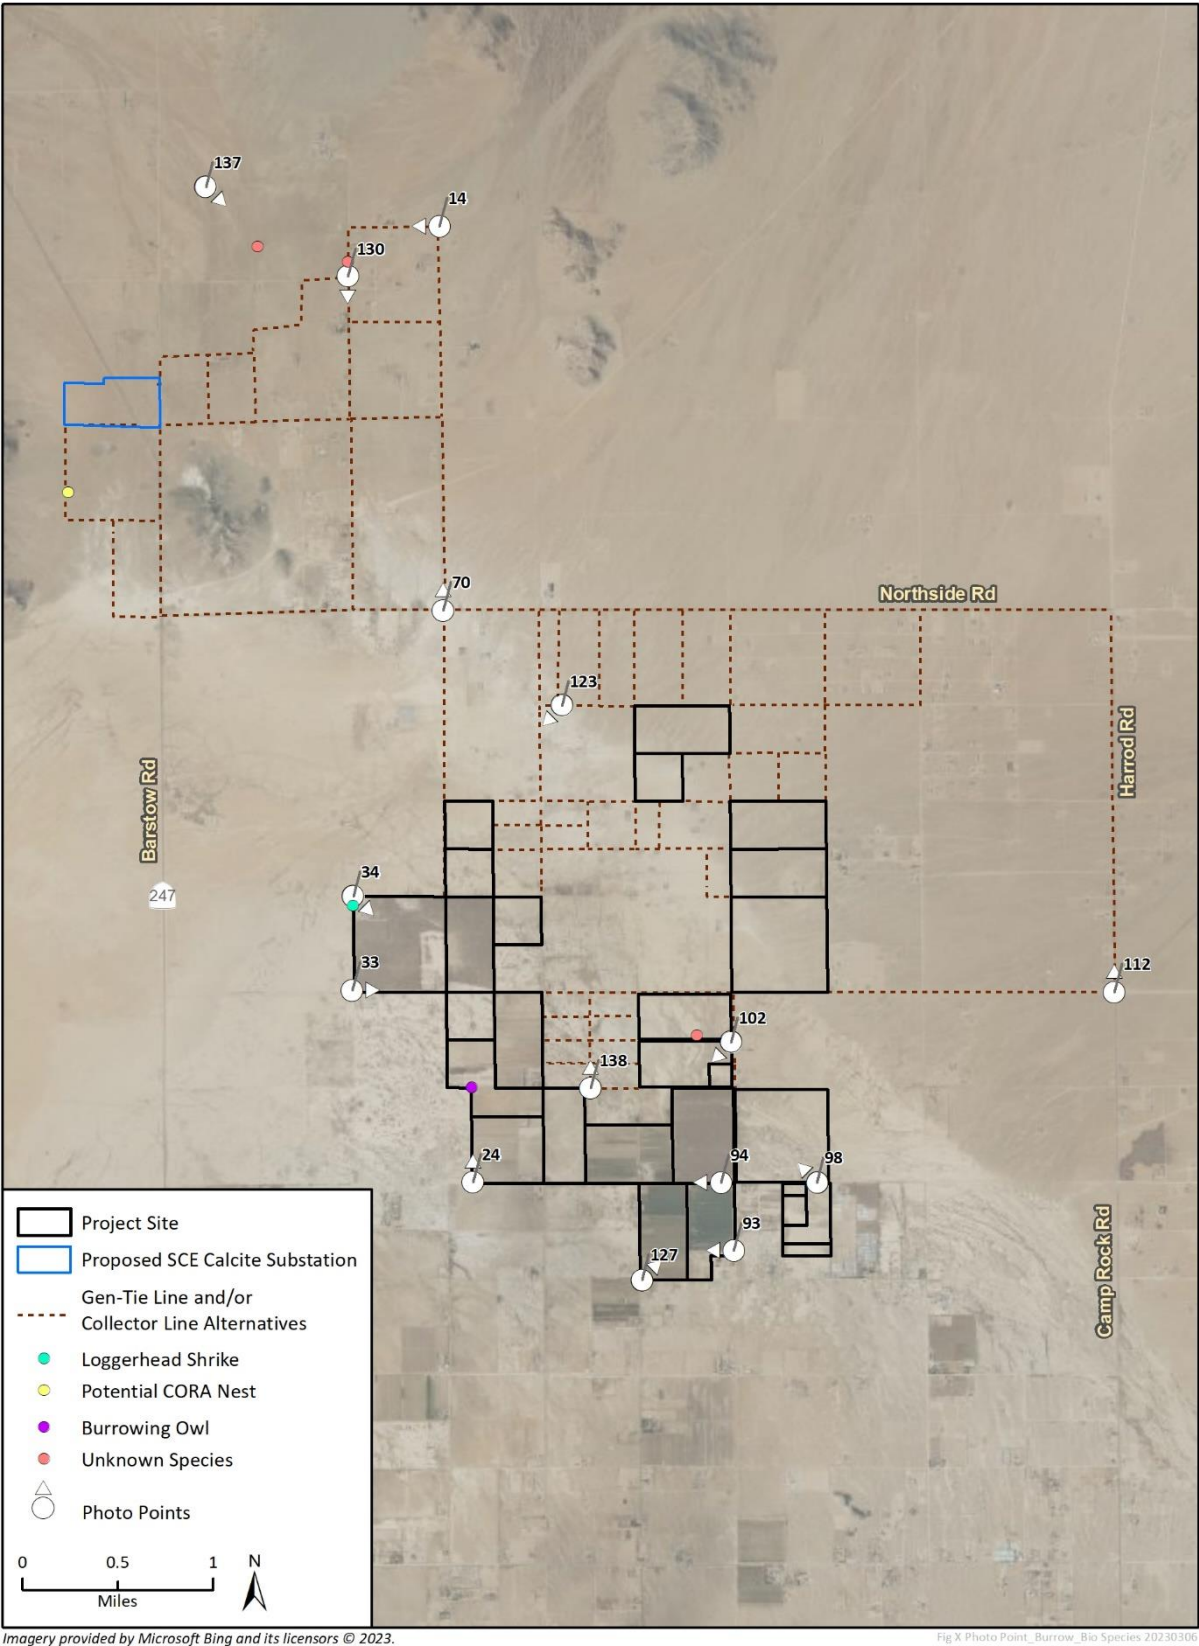 137
14
130
70
Northside Rd
123
Harrod Rd
Barstow Rd
34
247
33
112
102
138
24
94
98
93
127
Camp Rock Rd
Project Site
Proposed SCE Calcite Substation
Gen-Tie Line and/or
Collector Line Alternatives
Loggerhead Shrike
Potential CORA Nest
Burrowing Owl
Unknown Species
Photo Points
0 0.5 1
Miles
N
Imagery provided by Microsoft Bing and its licensors © 2023.
Fig X Photo Point_Burrow_Bio Species 20230306